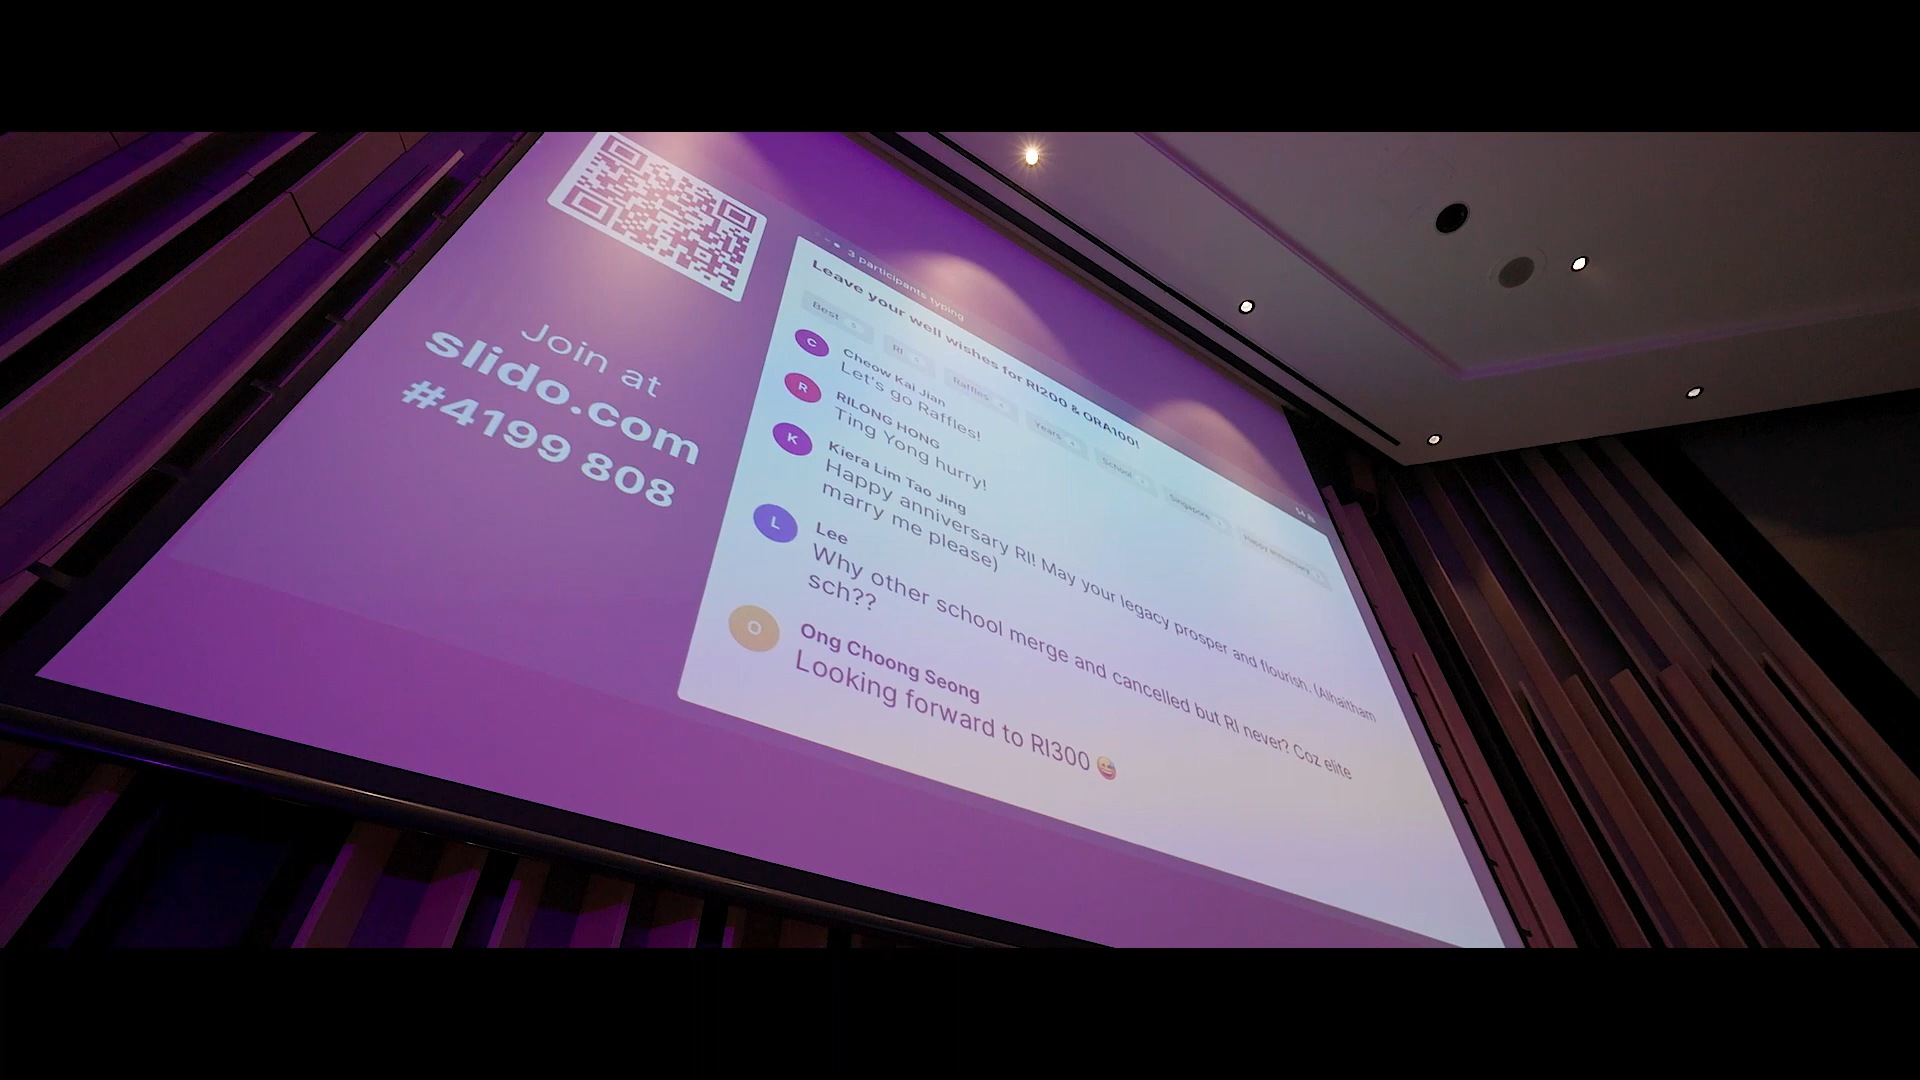 Join at
slido.com
#4199 808
3 participants typing
Leave your well wishes for RI200 & ORA100!
54
Best
RI
Raffles
Years
School
Singapore
Happy anniversary
C
Cheow Kai Jian
Let's go Raffles!
R
RILONG HONG
Ting Yong hurry!
K
Kiera Lim Tao Jing
Happy anniversary RI! May your legacy prosper and flourish. (Alhaitham
marry me please)
L
Lee
Why other school merge and cancelled but RI never? Coz elite
sch??
O
Ong Choong Seong
Looking forward to RI300 😅